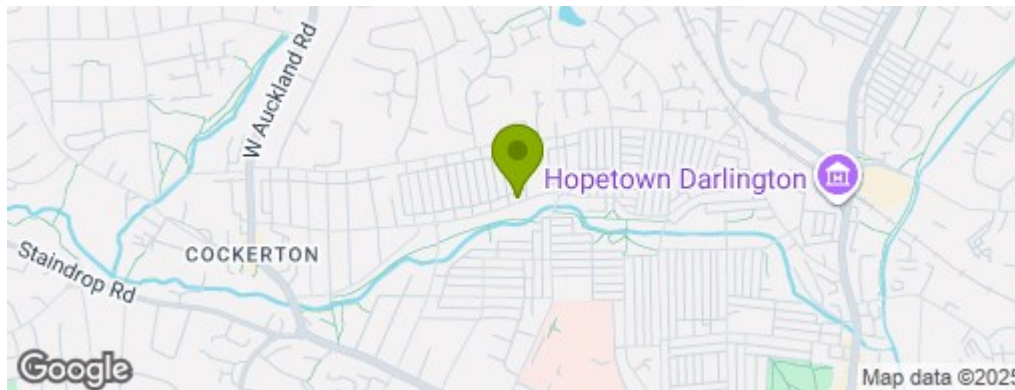 W Auckland Rd
Hopetown Darlington
COCKERTON
Staindrop Rd
Google
Map data ©2025